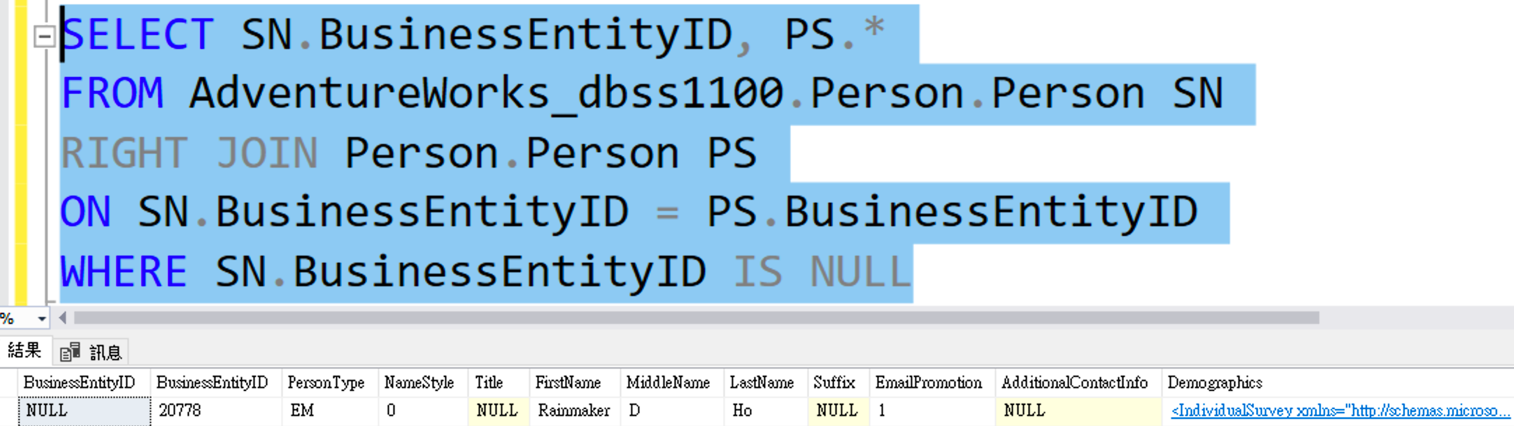 SELECT SN.BusinessEntityID, PS.*
FROM AdventureWorks_dbss1100.Person.Person SN
RIGHT JOIN Person.Person PS
ON SN.BusinessEntityID = PS.BusinessEntityID
WHERE SN.BusinessEntityID IS NULL
%
結果 訊息
BusinessEntityID BusinessEntityID PersonType NameStyle Title FirstName MiddleName LastName Suffix EmailPromotion AdditionalContactInfo Demographics
NULL 20778 EM 0 NULL Rainmaker D Ho NULL 1 NULL <IndividualSurvey xmlns="http://schemas.microso...